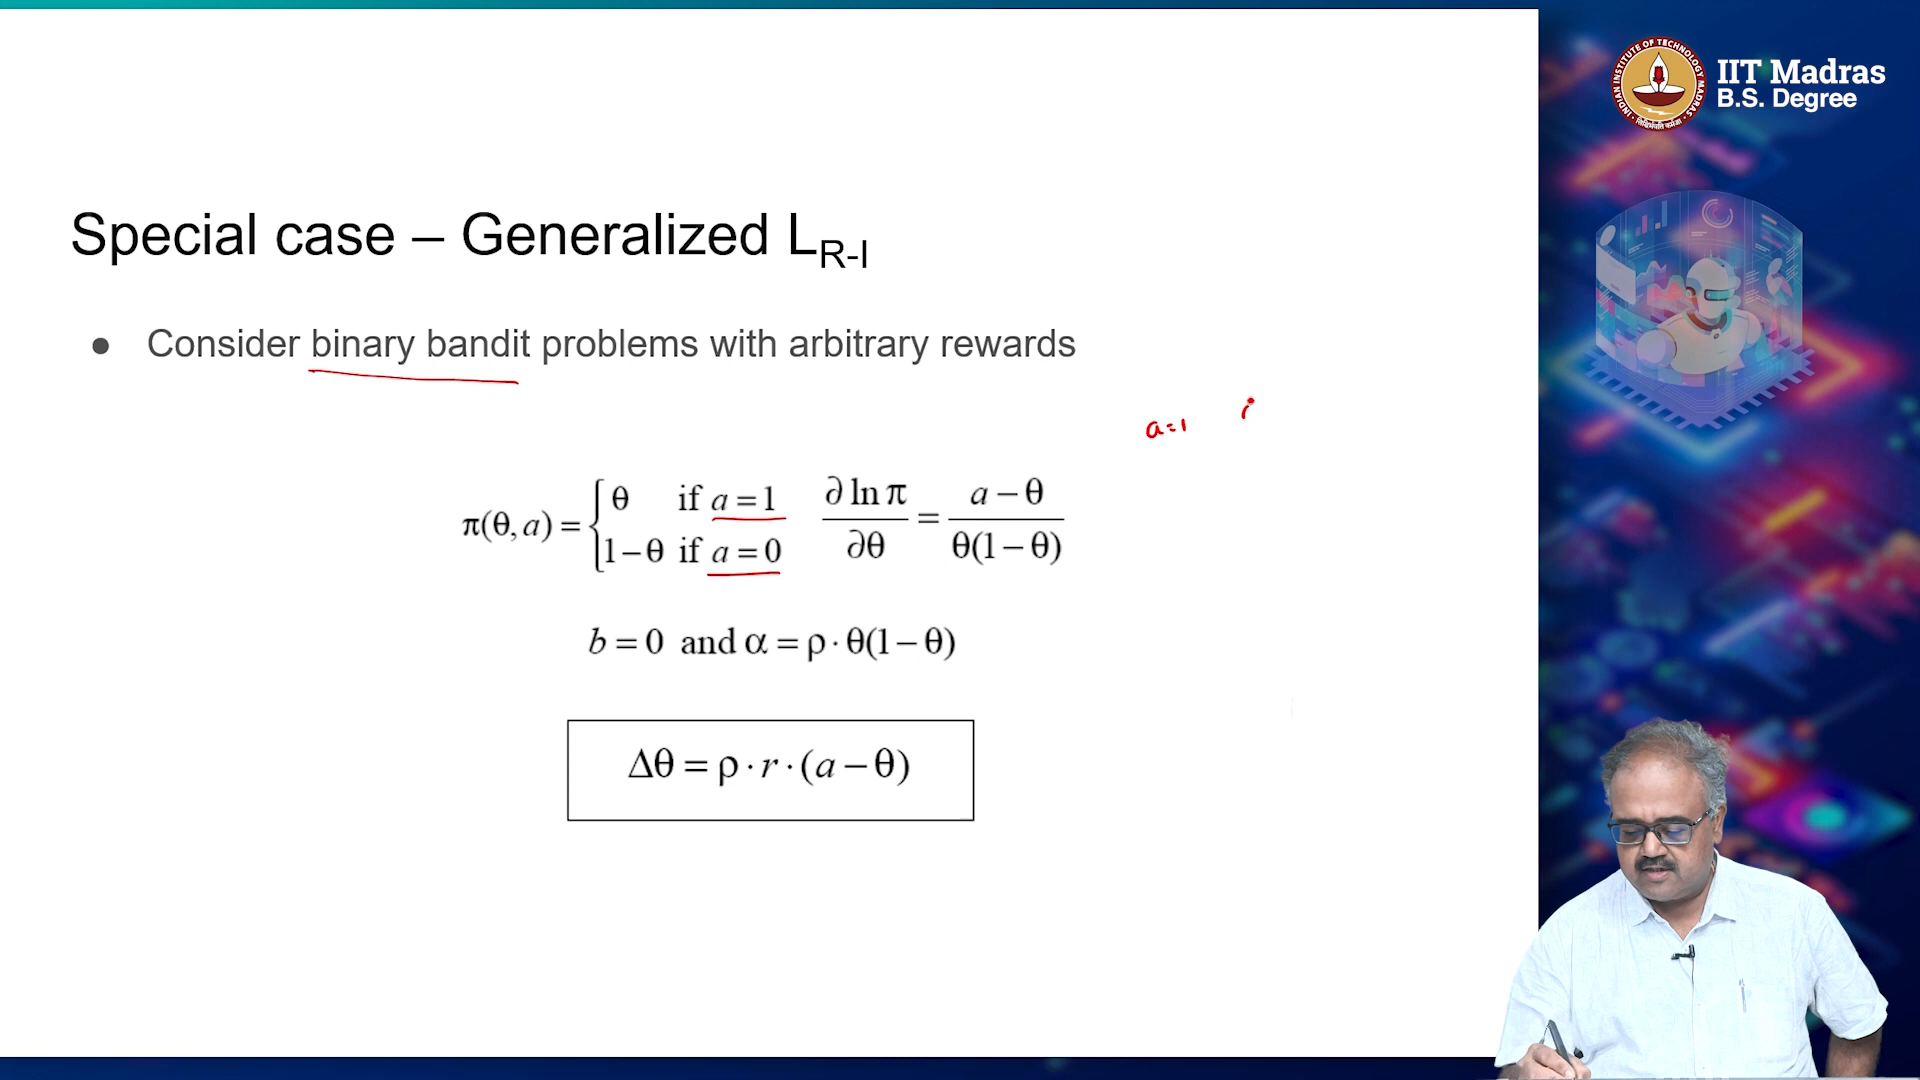 IIT Madras
B.S. Degree
Special case – Generalized L_{R-I}
● Consider binary bandit problems with arbitrary rewards
a=1
π(θ, a) = { θ if a = 1
1 – θ if a = 0
∂ ln π / ∂θ = (a – θ) / (θ(1 – θ))
b = 0 and α = ρ · θ(1 – θ)
Δθ = ρ · r · (a – θ)